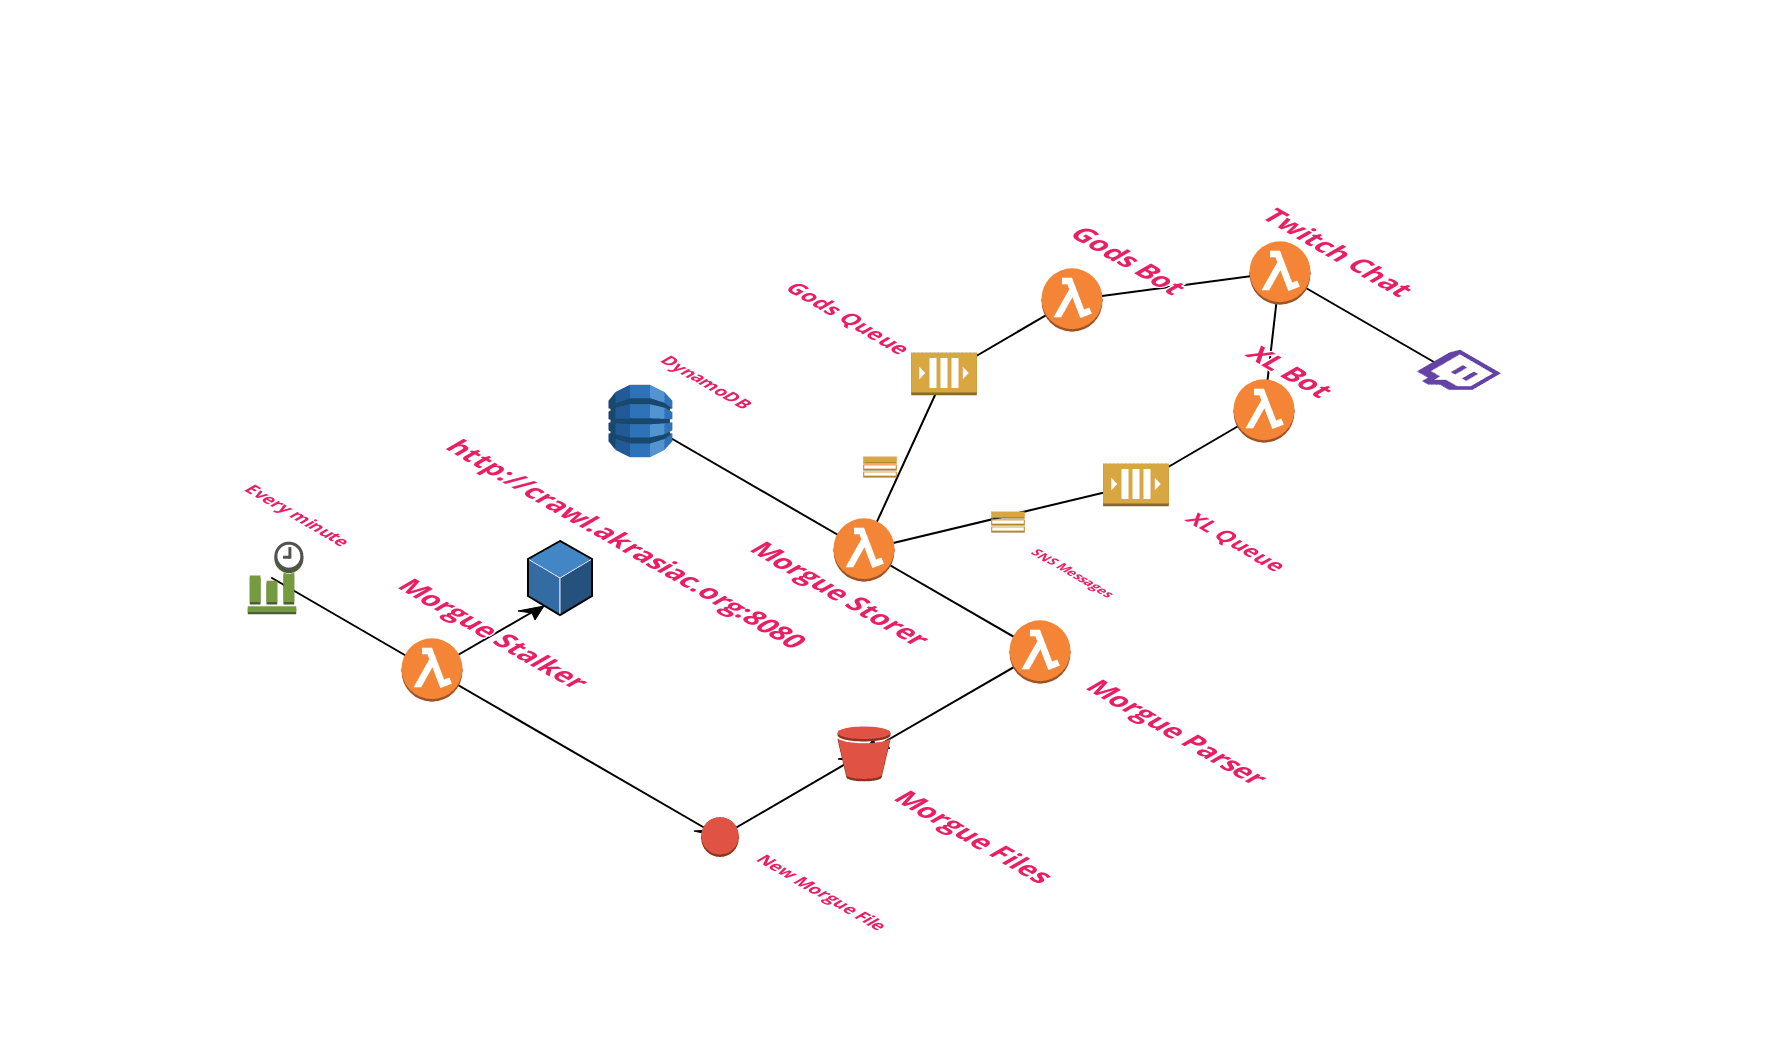 Twitch Chat
Gods Bot
Gods Queue
XL Bot
DynamoDB
http://crawl.akrasiac.org:8080
Every minute
XL Queue
Morgue Storer
SNS Messages
Morgue Stalker
Morgue Parser
Morgue Files
New Morgue File